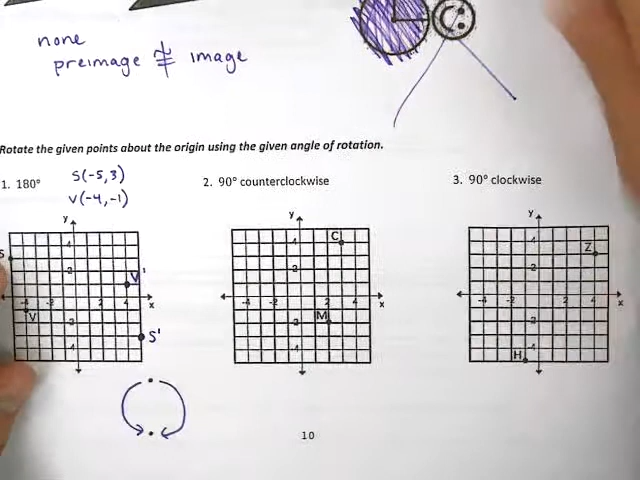 none
preimage ≇ image
Rotate the given points about the origin using the given angle of rotation.
1. 180°
S(-5,3)
V(-4,-1)
2. 90° counterclockwise
3. 90° clockwise
y
4
2
-4 -2 2 4 x
-2
-4
S
V
V'
S'
y
4
2
-4 -2 2 4 x
-2
-4
C
M
y
4
2
-4 -2 2 4 x
-2
-4
Z
H
10